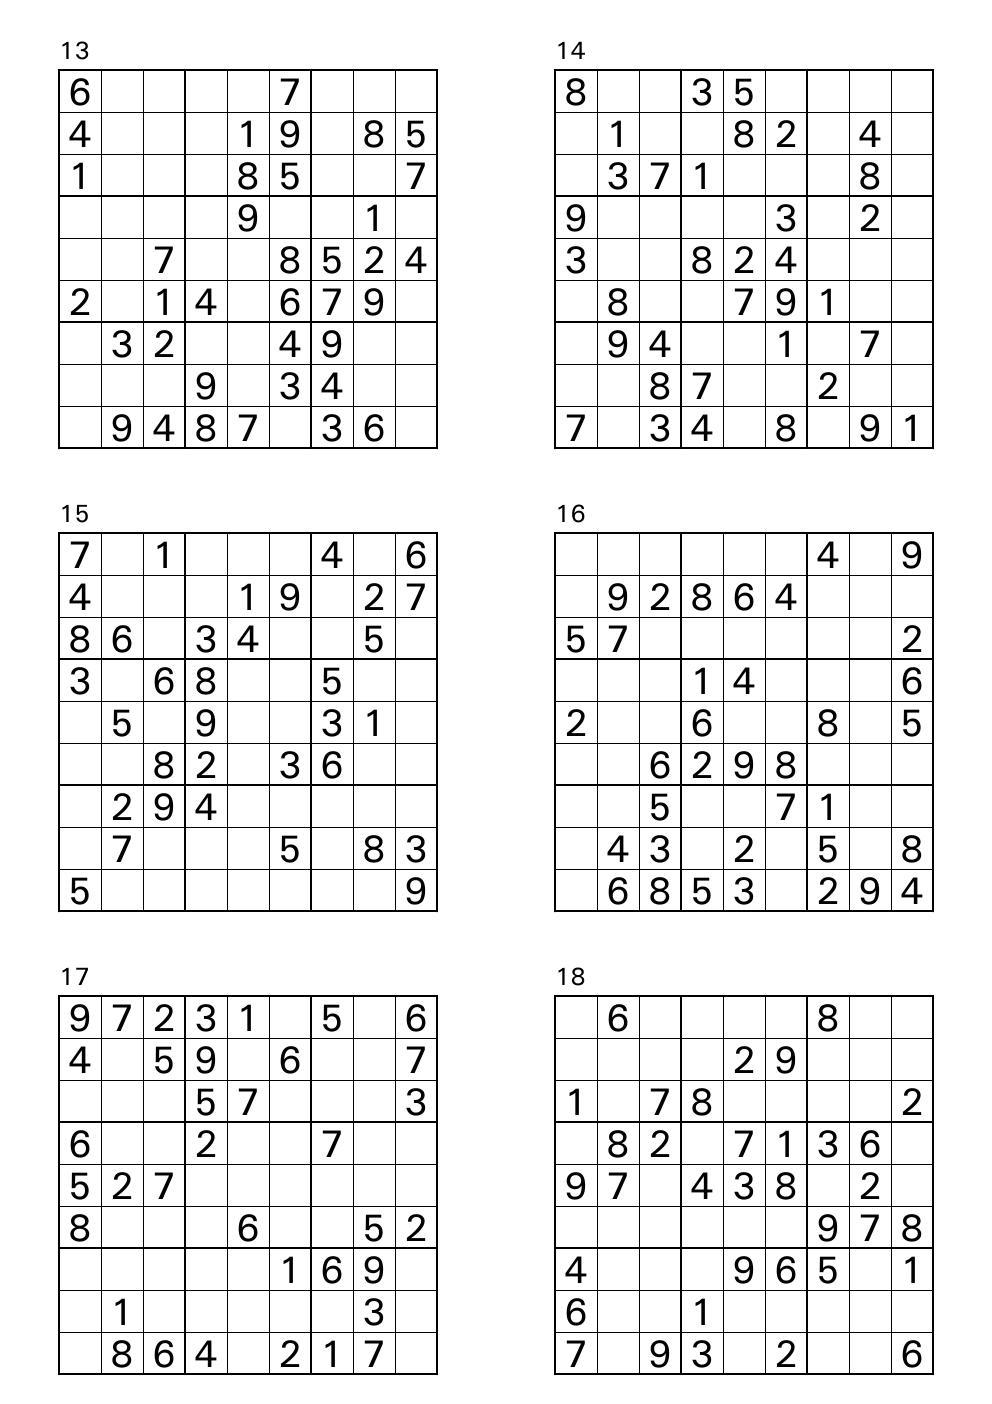 13
6 7
4 1 9 8 5
1 8 5 7
9 1
7 8 5 2 4
2 1 4 6 7 9
3 2 4 9
9 3 4
9 4 8 7 3 6
14
8 3 5
1 8 2 4
3 7 1 8
9 3 2
3 8 2 4
8 7 9 1
9 4 1 7
8 7 2
7 3 4 8 9 1
15
7 1 4 6
4 1 9 2 7
8 6 3 4 5
3 6 8 5
5 9 3 1
8 2 3 6
2 9 4
7 5 8 3
5 9
16
4 9
9 2 8 6 4
5 7 2
1 4 6
2 6 8 5
6 2 9 8
5 7 1
4 3 2 5 8
6 8 5 3 2 9 4
17
9 7 2 3 1 5 6
4 5 9 6 7
5 7 3
6 2 7
5 2 7
8 6 5 2
1 6 9
1 3
8 6 4 2 1 7
18
6 8
2 9
1 7 8 2
8 2 7 1 3 6
9 7 4 3 8 2
9 7 8
4 9 6 5 1
6 1
7 9 3 2 6